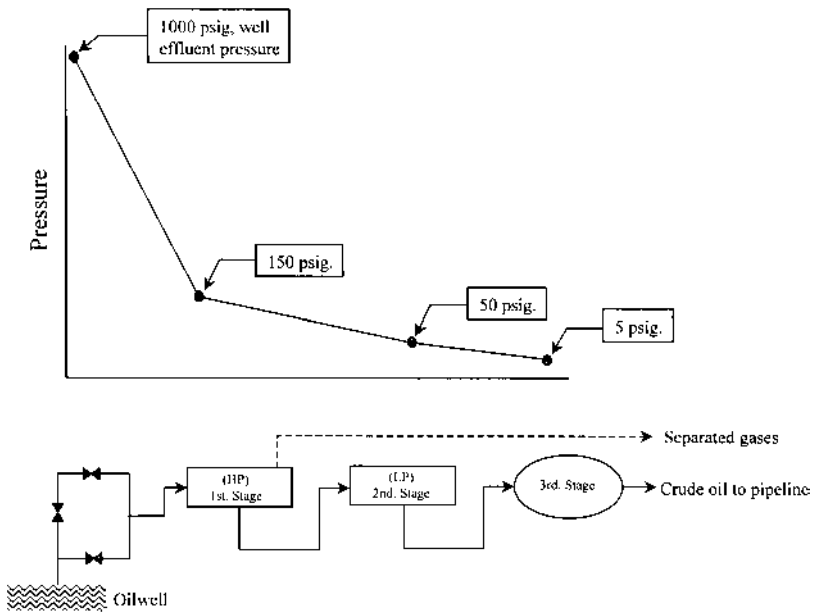 1000 psig, well
effluent pressure
Pressure
150 psig.
50 psig.
5 psig.
Separated gases
(HP)
1st. Stage
(LP)
2nd. Stage
3rd. Stage
Crude oil to pipeline
Oilwell